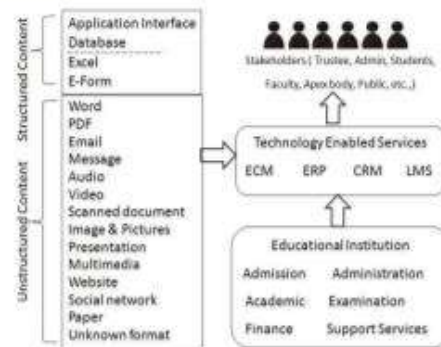 Structured Content
Application Interface
Database
Excel
E-Form
Unstructured Content
Word
PDF
Email
Message
Audio
Video
Scanned document
Image & Pictures
Presentation
Multimedia
Website
Social network
Paper
Unknown format
Stakeholders ( Trustee, Admin, Students,
Faculty, Apex body, Public, etc.,)
Technology Enabled Services
ECM ERP CRM LMS
Educational Institution
Admission Administration
Academic Examination
Finance Support Services